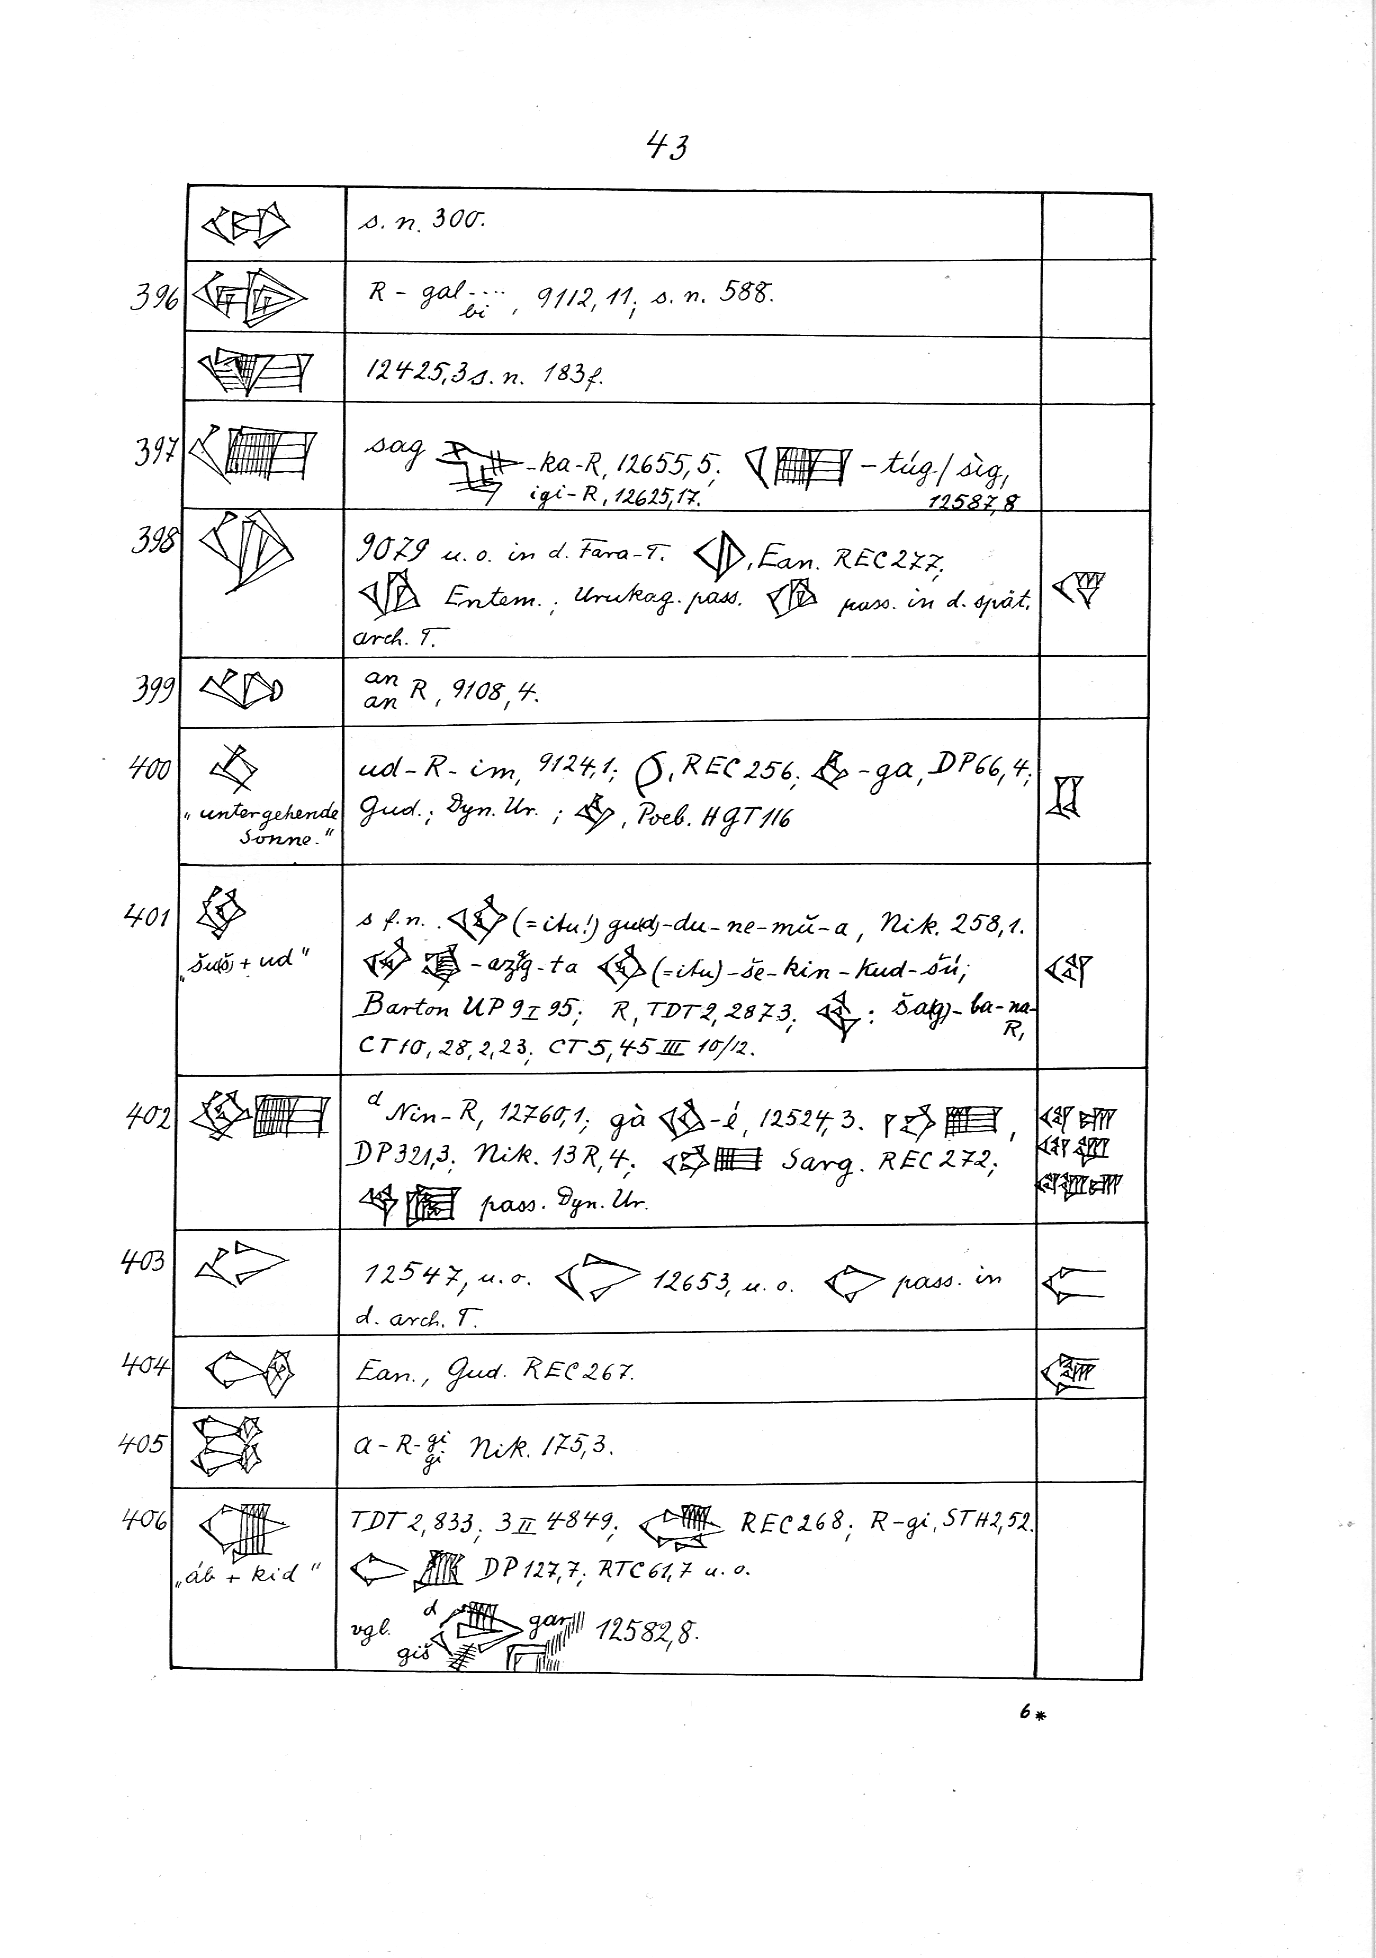 43
s. n. 300.
396 R - gal .... bi , 9112, 11; s. n. 588.
12425,3 s. n. 183f.
397 sag -ka-R, 12655, 5; - túg / sìg,
igi-R, 12625,17. 12587,8
398 9079 u. o. in d. Fara-T. , Ean. REC 277;
Entem.; Urukag. pass. pass. in d. spät.
arch. T.
399 an an R, 9108, 4.
400 ud - R - im, 9124,1; , REC 256; -ga, DP 66, 4;
„untergehende Sonne.“
Gud.; Dyn. Ur. ; , Poeb. HGT 116
401 s f. n. (= itu!) gu(d)-du-ne-mŭ-a, Nik. 258,1.
„šu(š) + ud“
-ta (= itu)-še-kin-kud-šú;
Barton UP 9 I 95; R, TDT 2, 2873; : ša(g)-ba-na-R,
CT 10, 28, 2, 23; CT 5, 45 III 10/12.
402 d Nin-R, 12760,1; gà -é, 12524, 3. ,
DP 321,3; Nik. 13 R, 4; Sarg. REC 272;
pass. Dyn. Ur.
403 12547, u. o. 12653, u. o. pass. in
d. arch. T.
404 Ean., Gud. REC 267.
405 a - R - gi gi Nik. 175,3.
406 TDT 2, 833; 3 II 4849; REC 268; R-gi, STH 2, 52.
„áb + kid“
DP 127,7; RTC 61,7 u. o.
vgl. d giš gar 12582,8.
6*